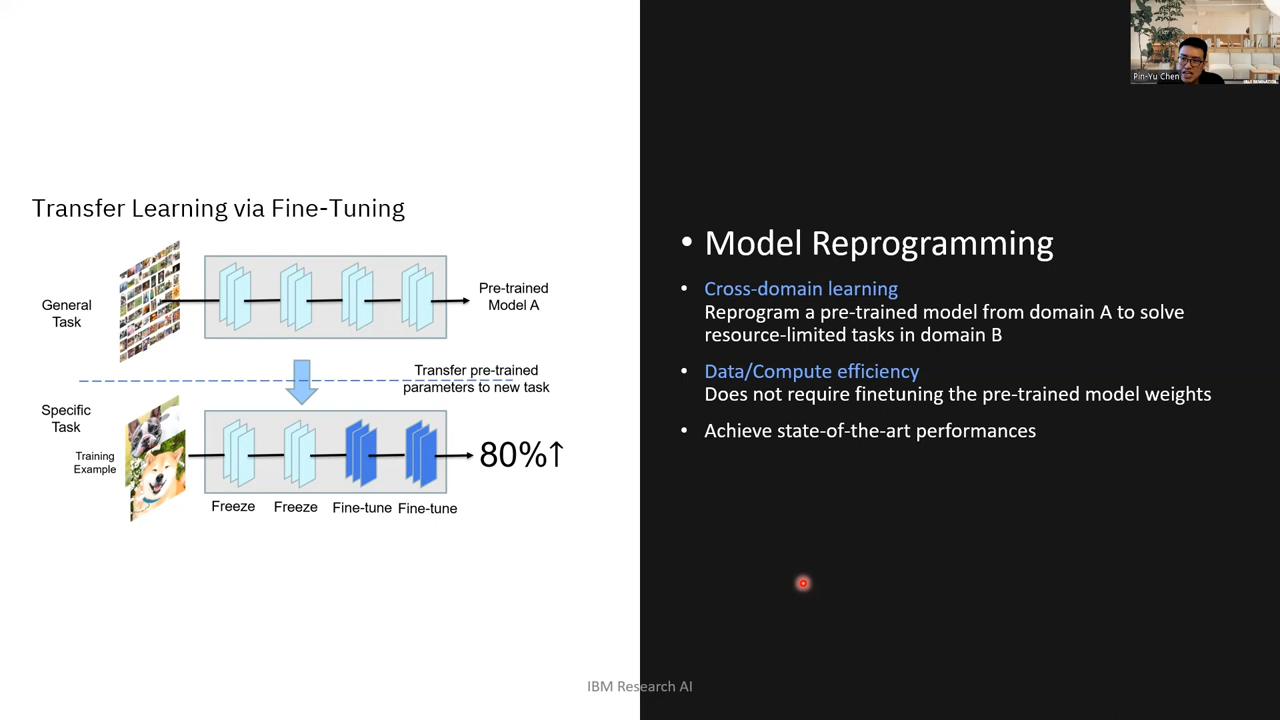 Pin-Yu Chen
Transfer Learning via Fine-Tuning
General
Task
Pre-trained
Model A
Transfer pre-trained
parameters to new task
Specific
Task
Training
Example
80%↑
Freeze Freeze Fine-tune Fine-tune
• Model Reprogramming
• Cross-domain learning
Reprogram a pre-trained model from domain A to solve
resource-limited tasks in domain B
• Data/Compute efficiency
Does not require finetuning the pre-trained model weights
• Achieve state-of-the-art performances
IBM Research AI